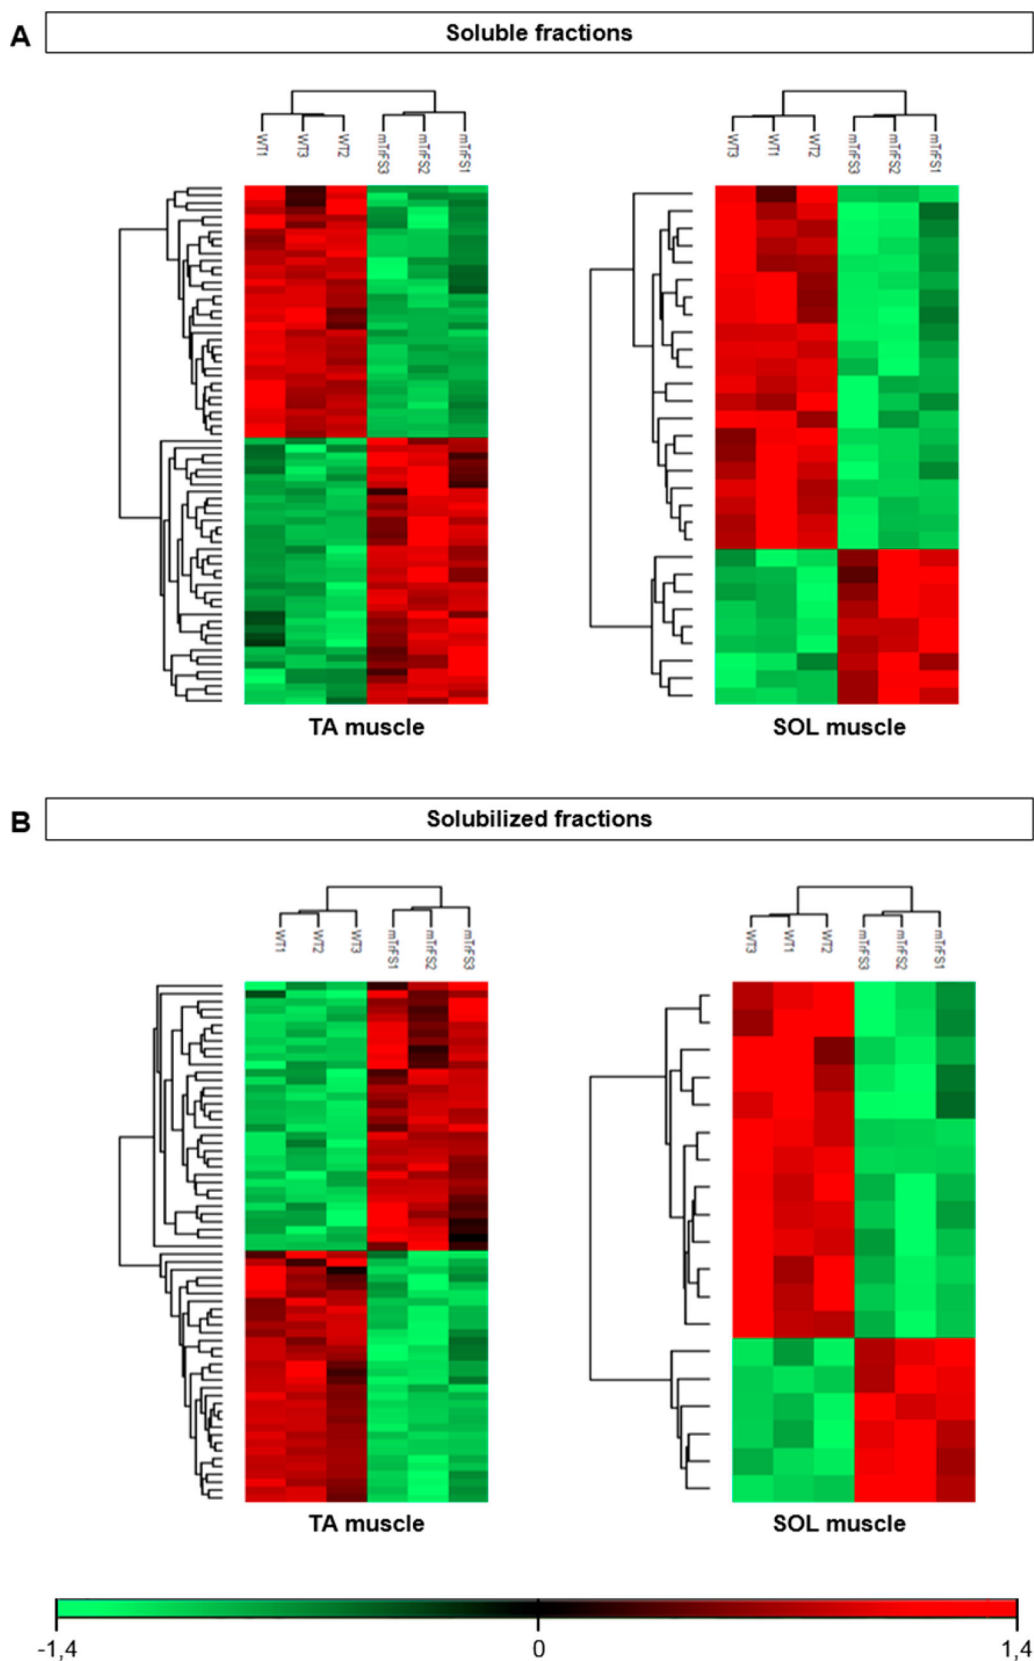 A
Soluble fractions
WT1 WT3 WT2 mTrFS3 mTrFS2 mTrFS1
WT3 WT1 WT2 mTrFS3 mTrFS2 mTrFS1
TA muscle
SOL muscle
B
Solubilized fractions
WT1 WT2 WT3 mTrFS1 mTrFS2 mTrFS3
WT3 WT1 WT2 mTrFS3 mTrFS2 mTrFS1
TA muscle
SOL muscle
-1,4 0 1,4